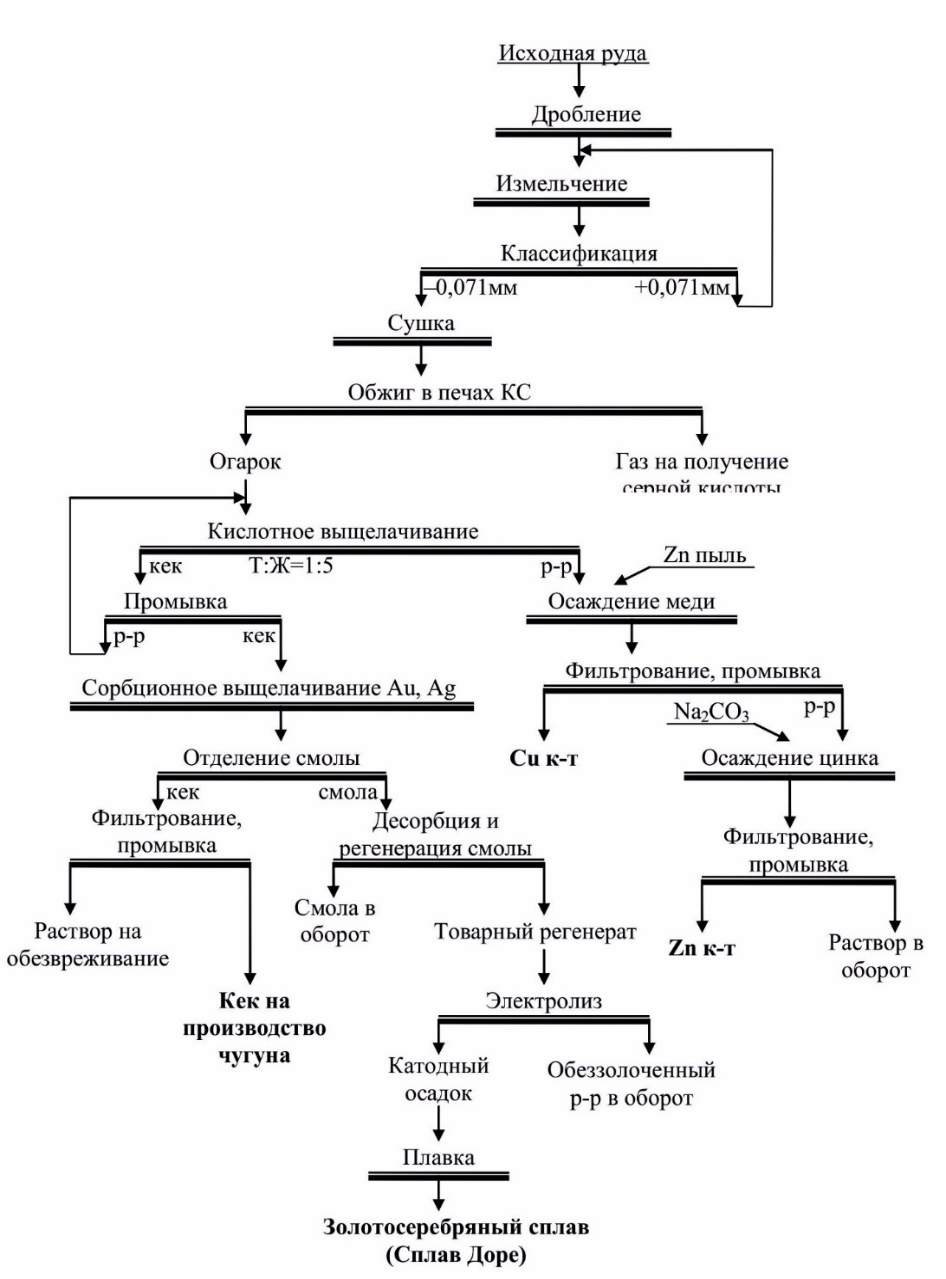 Исходная руда
Дробление
Измельчение
Классификация
–0,071мм
+0,071мм
Сушка
Обжиг в печах КС
Огарок
Газ на получение
серной кислоты
Кислотное выщелачивание
кек
Т:Ж=1:5
р-р
Zn пыль
Промывка
Осаждение меди
р-р
кек
Фильтрование, промывка
Сорбционное выщелачивание Au, Ag
р-р
Na₂CO₃
Отделение смолы
Cu к-т
Осаждение цинка
кек
смола
Фильтрование,
промывка
Десорбция и
регенерация смолы
Фильтрование,
промывка
Смола в
оборот
Раствор на
обезвреживание
Товарный регенерат
Zn к-т
Раствор в
оборот
Кек на
производство
чугуна
Электролиз
Катодный
осадок
Обеззолоченный
р-р в оборот
Плавка
Золотосеребряный сплав
(Сплав Доре)